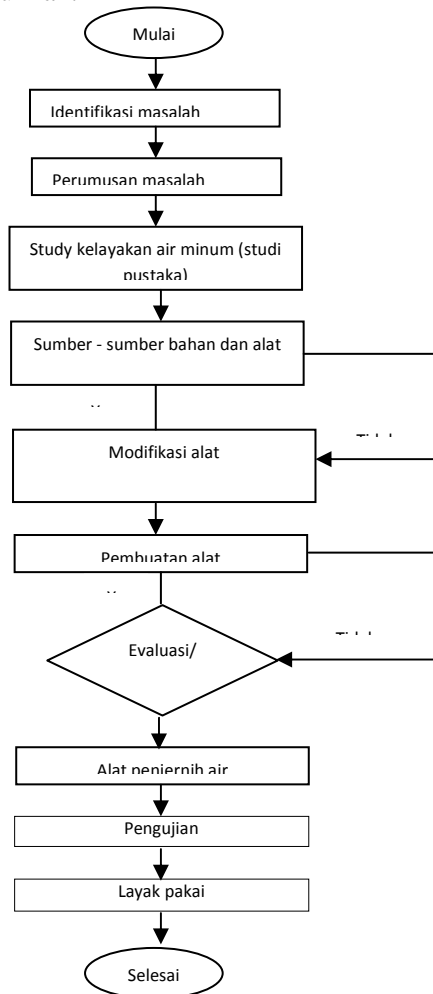 Mulai
Identifikasi masalah
Perumusan masalah
Study kelayakan air minum (studi
pustaka)
Sumber - sumber bahan dan alat
Modifikasi alat
Pembuatan alat
Evaluasi/
Alat penjernih air
Pengujian
Layak pakai
Selesai